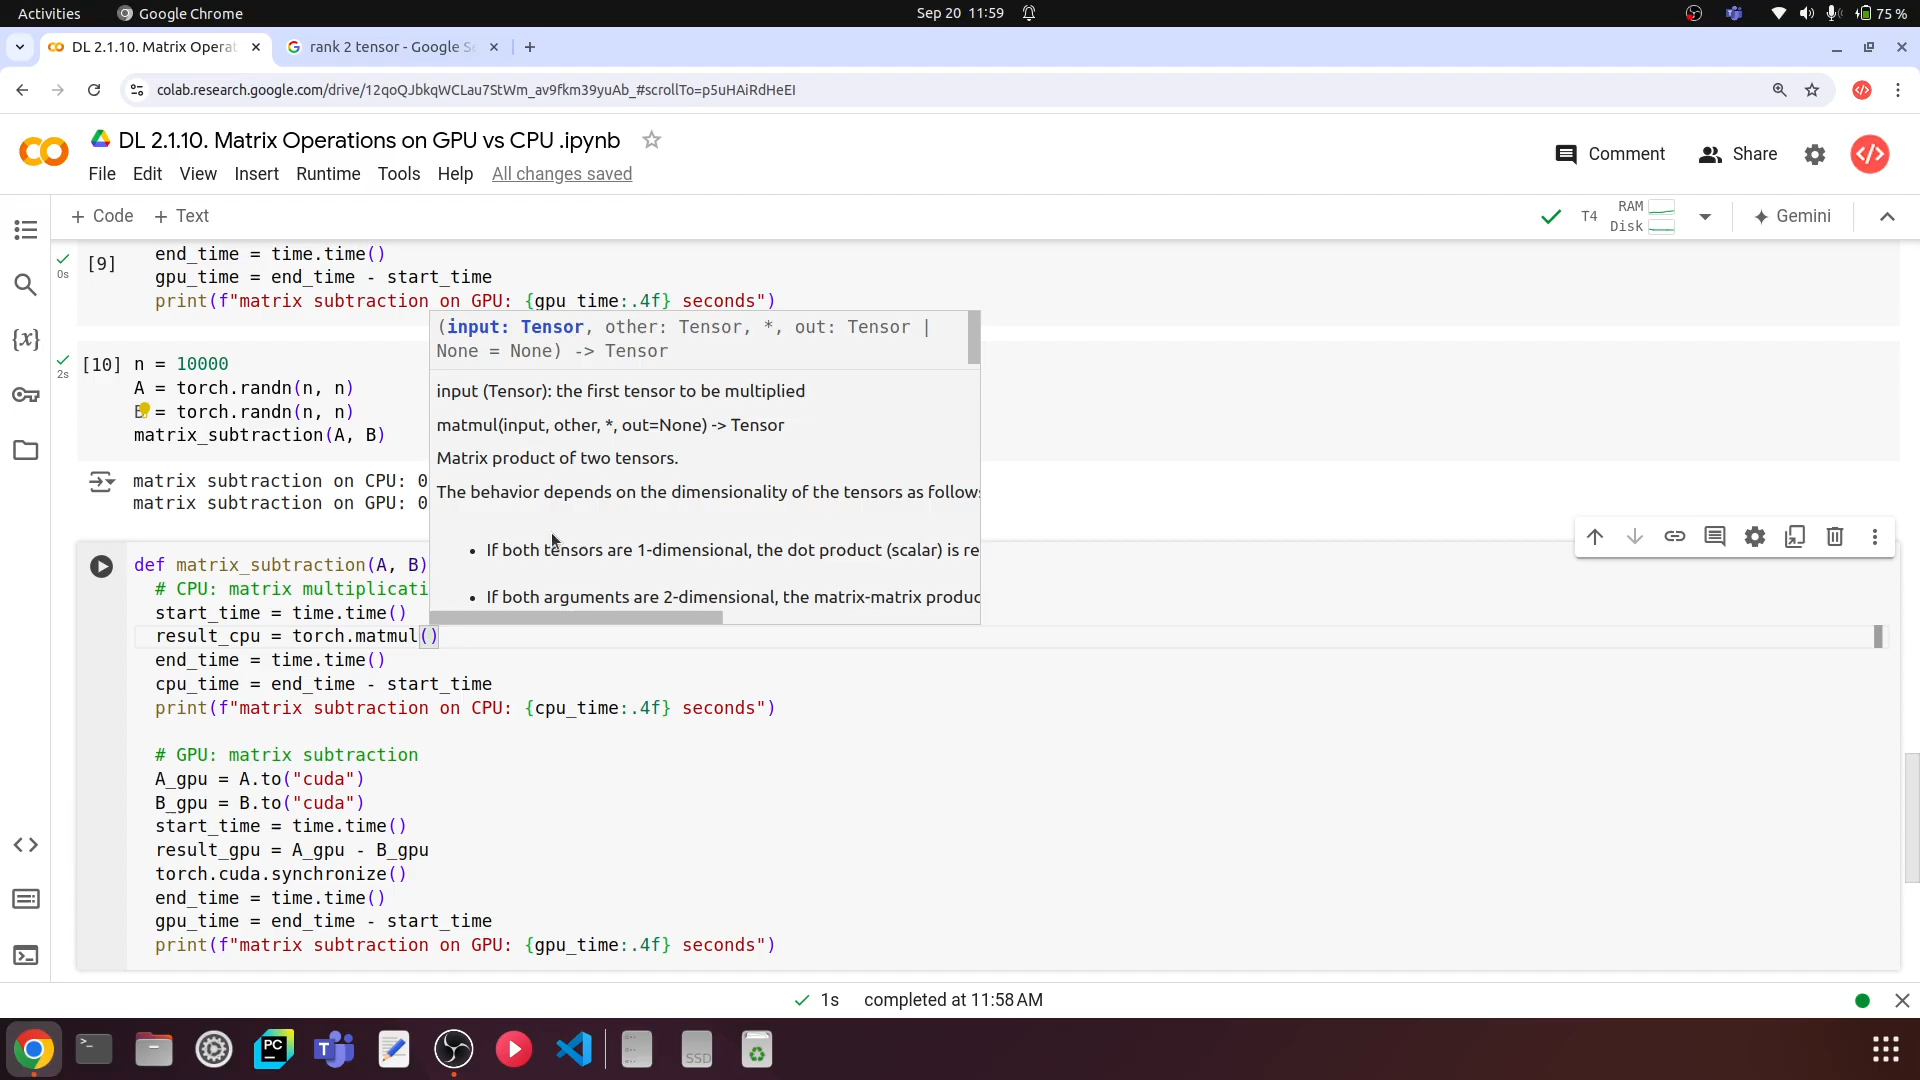 Activities
Google Chrome
Sep 20 11:59
75 %
DL 2.1.10. Matrix Operat
rank 2 tensor - Google S
colab.research.google.com/drive/12qoQJbkqWCLau7StWm_av9fkm39yuAb_#scrollTo=p5uHAiRdHeEI
DL 2.1.10. Matrix Operations on GPU vs CPU .ipynb
Comment
Share
File Edit View Insert Runtime Tools Help All changes saved
+ Code + Text
T4
RAM
Disk
Gemini
0s
[9]
end_time = time.time()
gpu_time = end_time - start_time
print(f"matrix subtraction on GPU: {gpu_time:.4f} seconds")
2s
[10]
n = 10000
A = torch.randn(n, n)
B = torch.randn(n, n)
matrix_subtraction(A, B)
matrix subtraction on CPU: 0
matrix subtraction on GPU: 0
(input: Tensor, other: Tensor, *, out: Tensor |
None = None) -> Tensor
input (Tensor): the first tensor to be multiplied
matmul(input, other, *, out=None) -> Tensor
Matrix product of two tensors.
The behavior depends on the dimensionality of the tensors as follows
• If both tensors are 1-dimensional, the dot product (scalar) is re
• If both arguments are 2-dimensional, the matrix-matrix produc
def matrix_subtraction(A, B)
# CPU: matrix multiplicati
start_time = time.time()
result_cpu = torch.matmul()
end_time = time.time()
cpu_time = end_time - start_time
print(f"matrix subtraction on CPU: {cpu_time:.4f} seconds")
# GPU: matrix subtraction
A_gpu = A.to("cuda")
B_gpu = B.to("cuda")
start_time = time.time()
result_gpu = A_gpu - B_gpu
torch.cuda.synchronize()
end_time = time.time()
gpu_time = end_time - start_time
print(f"matrix subtraction on GPU: {gpu_time:.4f} seconds")
1s completed at 11:58 AM
PC
SSD